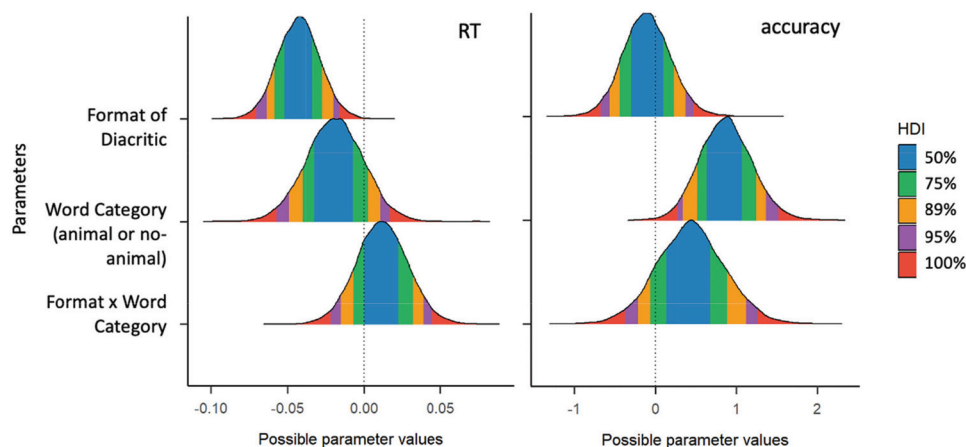 RT
accuracy
Parameters
Format of
Diacritic
Word Category
(animal or no-
animal)
Format x Word
Category
HDI
50%
75%
89%
95%
100%
-0.10
-0.05
0.00
0.05
-1
0
1
2
Possible parameter values
Possible parameter values